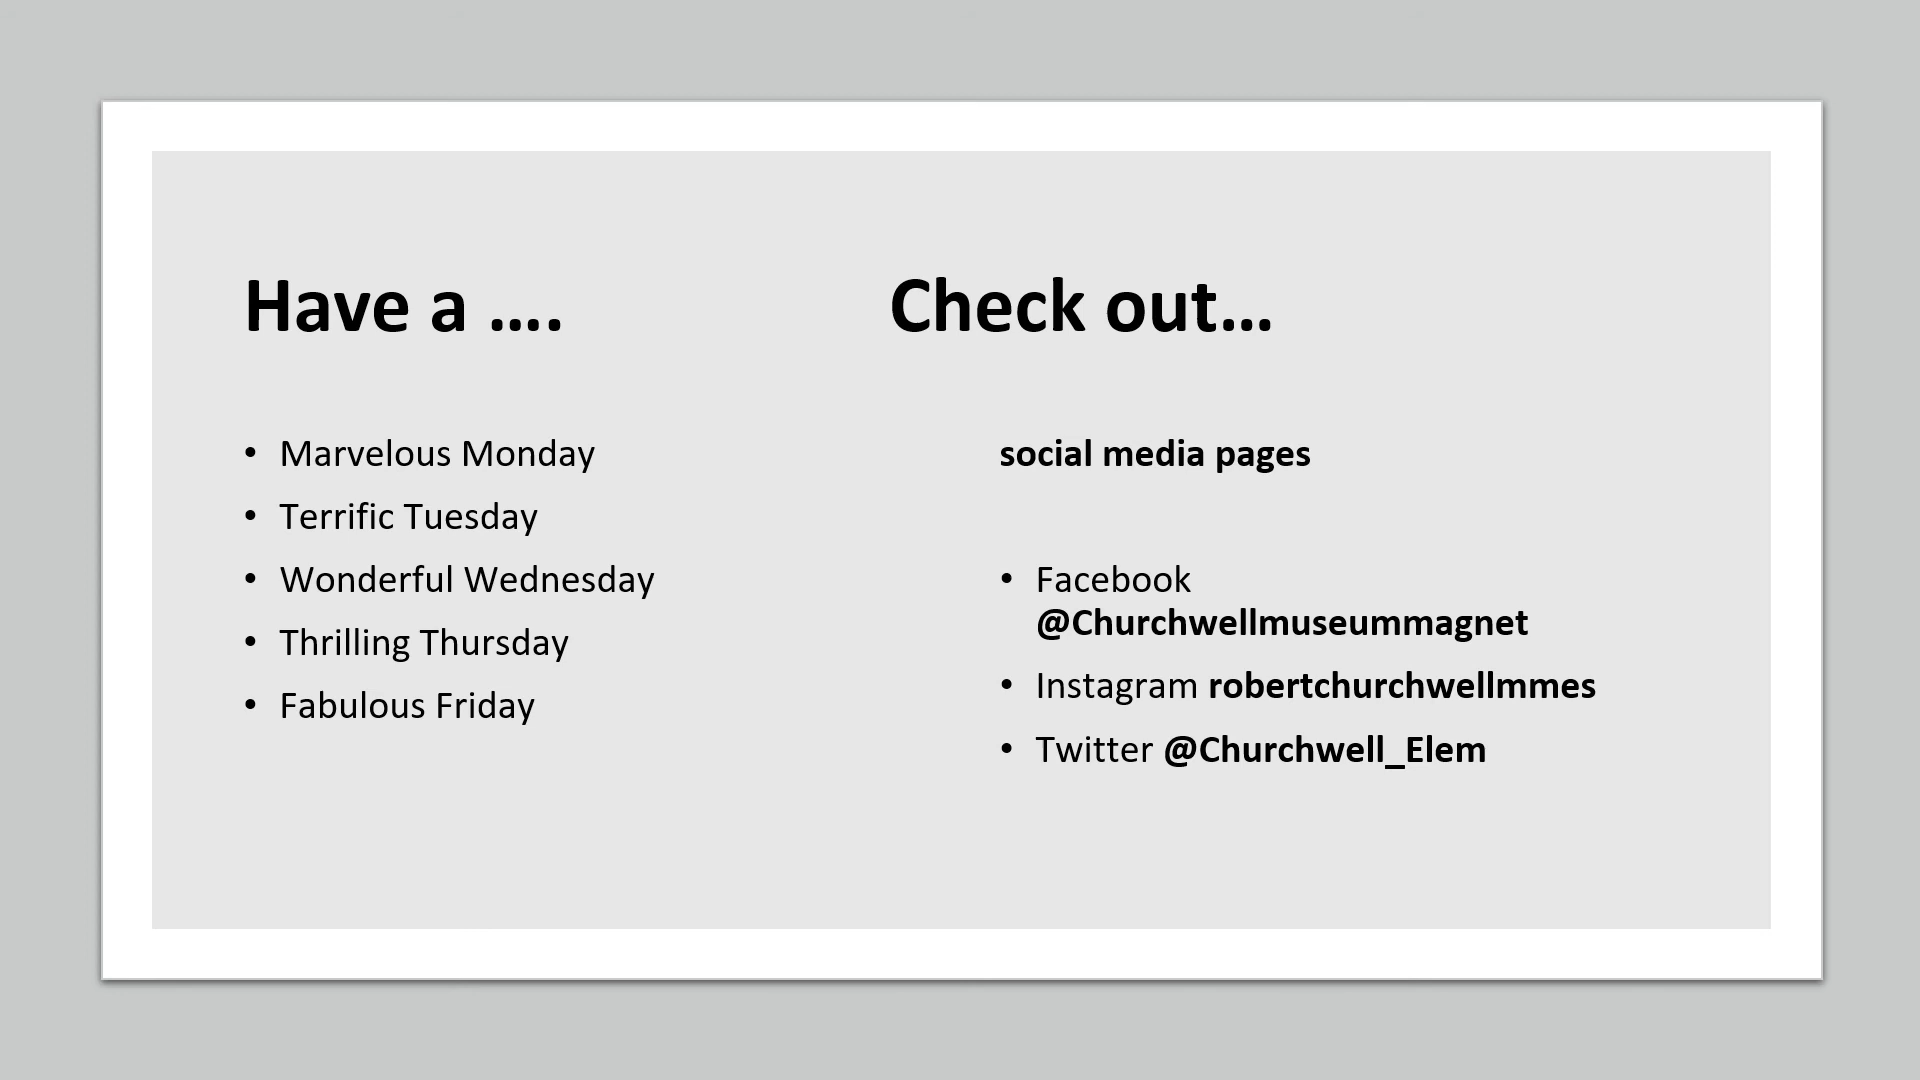 Have a ....
• Marvelous Monday
• Terrific Tuesday
• Wonderful Wednesday
• Thrilling Thursday
• Fabulous Friday
Check out...
social media pages
• Facebook
@Churchwellmuseummagnet
• Instagram robertchurchwellmmes
• Twitter @Churchwell_Elem